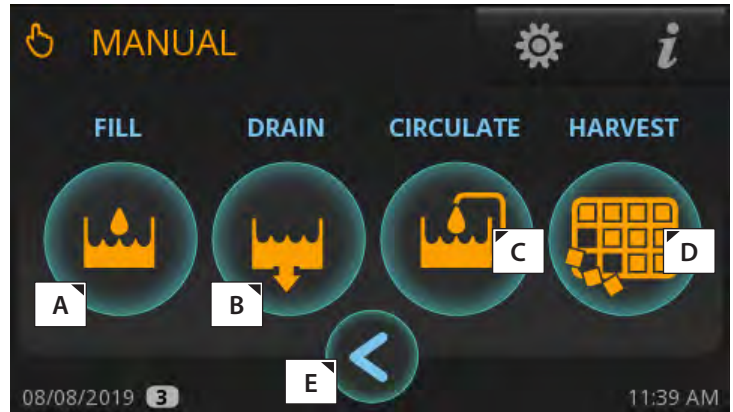 MANUAL i
FILL DRAIN CIRCULATE HARVEST
C D
A B
E
08/08/2019 3 11:39 AM